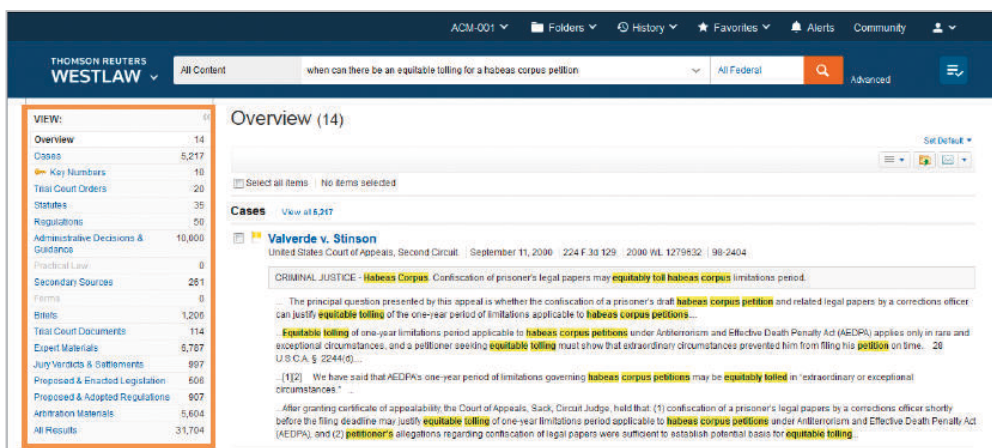 ACM-001 Folders History Favorites Alerts Community
THOMSON REUTERS
WESTLAW
All Content when can there be an equitable tolling for a habeas corpus petition All Federal Advanced
VIEW:
Overview 14
Cases 5,217
Key Numbers 10
Trial Court Orders 20
Statutes 35
Regulations 50
Administrative Decisions & Guidance 10,000
Practical Law 0
Secondary Sources 261
Forms 0
Briefs 1,206
Trial Court Documents 114
Expert Materials 6,787
Jury Verdicts & Settlements 997
Proposed & Enacted Legislation 506
Proposed & Adopted Regulations 907
Arbitration Materials 5,604
All Results 31,704
Overview (14)
Set Default
Select all items No items selected
Cases View all 5,217
Valverde v. Stinson
United States Court of Appeals, Second Circuit September 11, 2000 224 F.3d 129 2000 WL 1279832 98-2404
CRIMINAL JUSTICE - Habeas Corpus. Confiscation of prisoner's legal papers may equitably toll habeas corpus limitations period.
... The principal question presented by this appeal is whether the confiscation of a prisoner's draft habeas corpus petition and related legal papers by a corrections officer
can justify equitable tolling of the one-year period of limitations applicable to habeas corpus petitions....
...Equitable tolling of one-year limitations period applicable to habeas corpus petitions under Antiterrorism and Effective Death Penalty Act (AEDPA) applies only in rare and
exceptional circumstances, and a petitioner seeking equitable tolling must show that extraordinary circumstances prevented him from filing his petition on time. 28
U.S.C.A. § 2244(d)....
...[1][2] We have said that AEDPA's one-year period of limitations governing habeas corpus petitions may be equitably tolled in "extraordinary or exceptional
circumstances." ...
...After granting certificate of appealability, the Court of Appeals, Sack, Circuit Judge, held that: (1) confiscation of a prisoner's legal papers by a corrections officer shortly
before the filing deadline may justify equitable tolling of one-year limitations period applicable to habeas corpus petitions under Antiterrorism and Effective Death Penalty Act
(AEDPA), and (2) petitioner's allegations regarding confiscation of legal papers were sufficient to establish potential basis for equitable tolling...